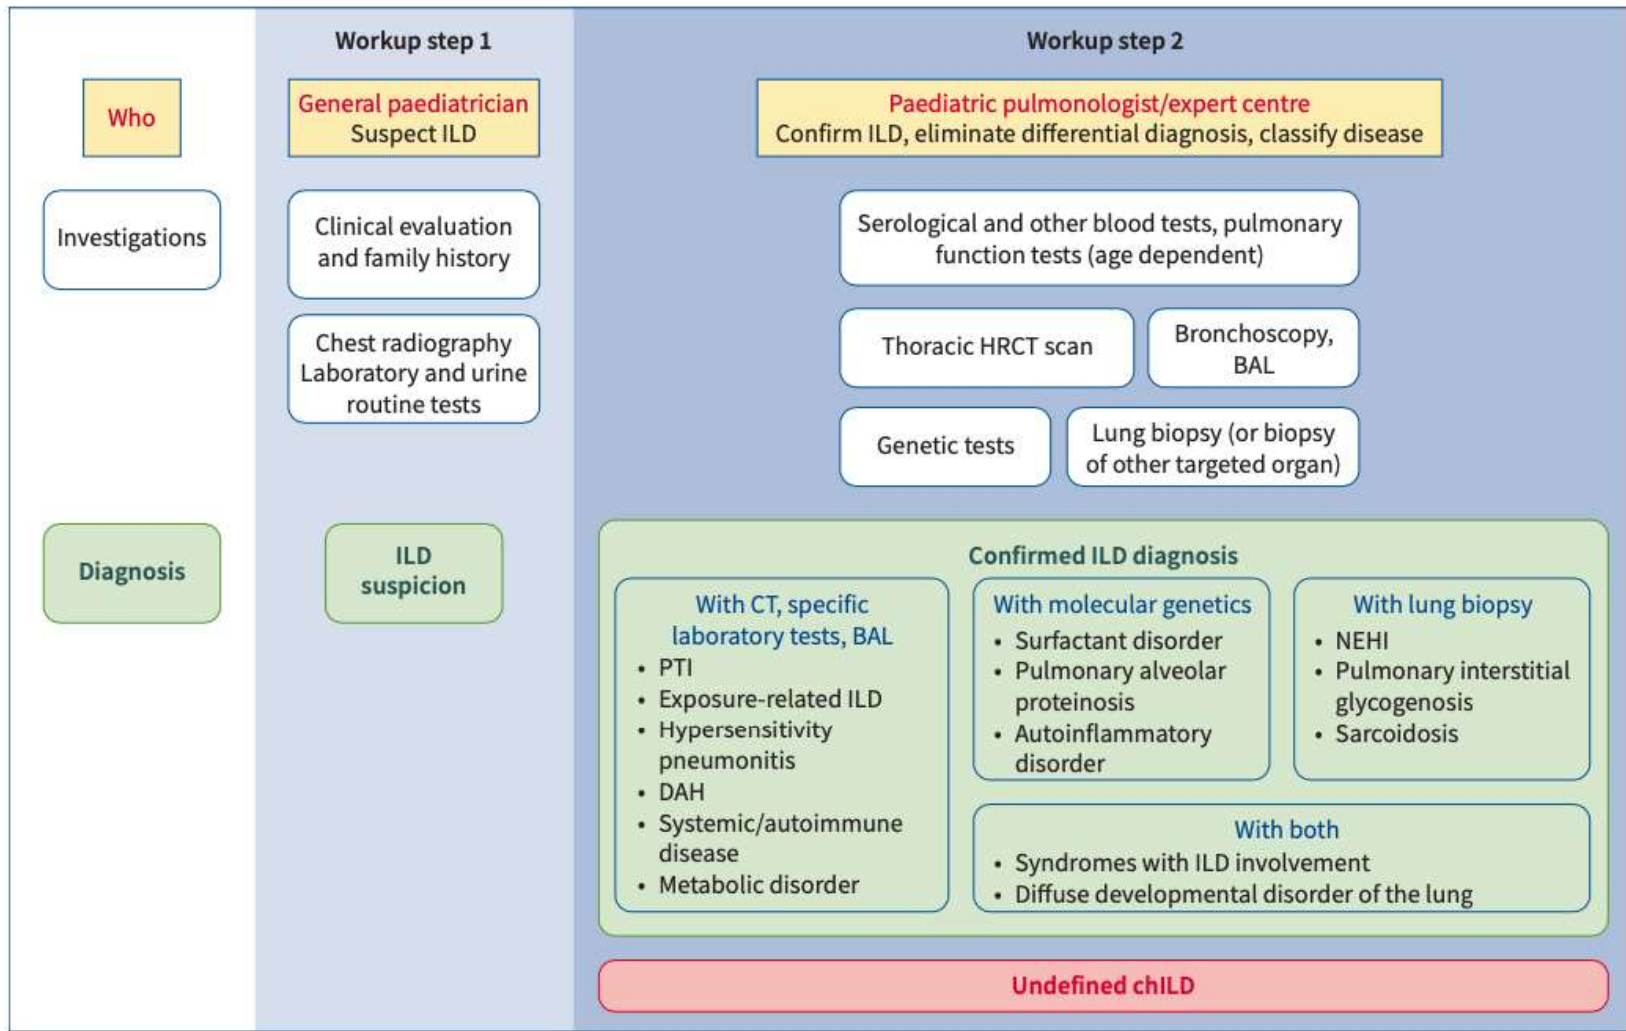 Workup step 1
Workup step 2
Who
General paediatrician
Suspect ILD
Paediatric pulmonologist/expert centre
Confirm ILD, eliminate differential diagnosis, classify disease
Investigations
Clinical evaluation
and family history
Chest radiography
Laboratory and urine
routine tests
Serological and other blood tests, pulmonary
function tests (age dependent)
Thoracic HRCT scan
Bronchoscopy,
BAL
Genetic tests
Lung biopsy (or biopsy
of other targeted organ)
Diagnosis
ILD
suspicion
Confirmed ILD diagnosis
With CT, specific
laboratory tests, BAL
• PTI
• Exposure-related ILD
• Hypersensitivity
pneumonitis
• DAH
• Systemic/autoimmune
disease
• Metabolic disorder
With molecular genetics
• Surfactant disorder
• Pulmonary alveolar
proteinosis
• Autoinflammatory
disorder
With lung biopsy
• NEHI
• Pulmonary interstitial
glycogenosis
• Sarcoidosis
With both
• Syndromes with ILD involvement
• Diffuse developmental disorder of the lung
Undefined chILD